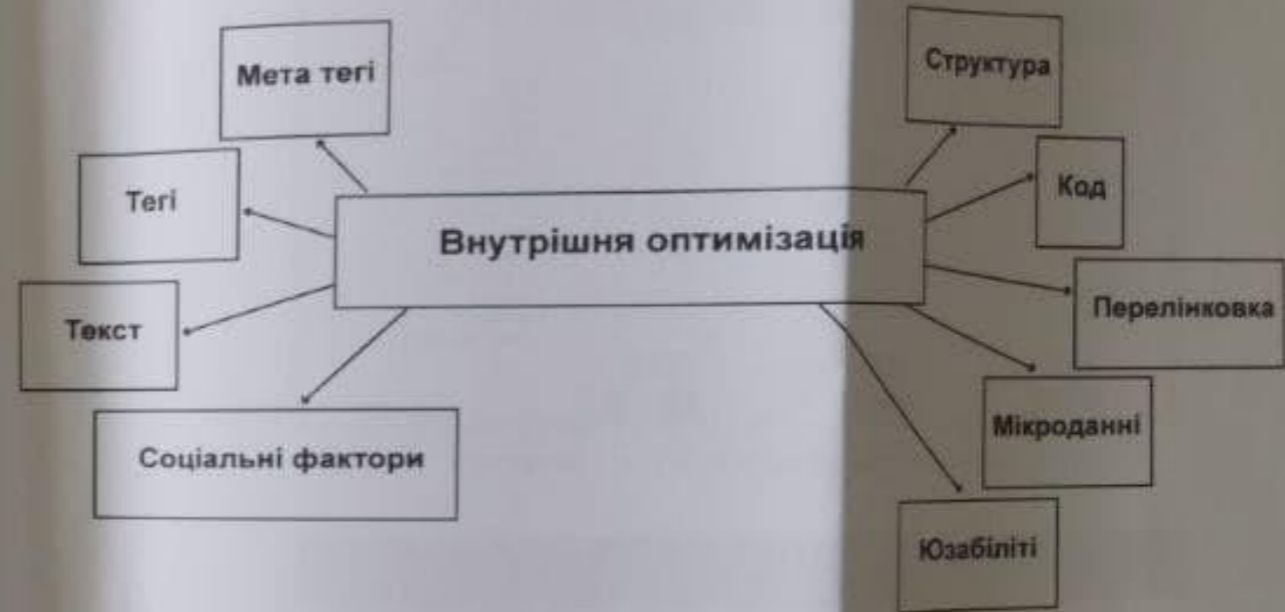 Мета тегі
Структура
Тегі
Код
Внутрішня оптимізація
Перелінковка
Текст
Мікроданні
Соціальні фактори
Юзабіліті